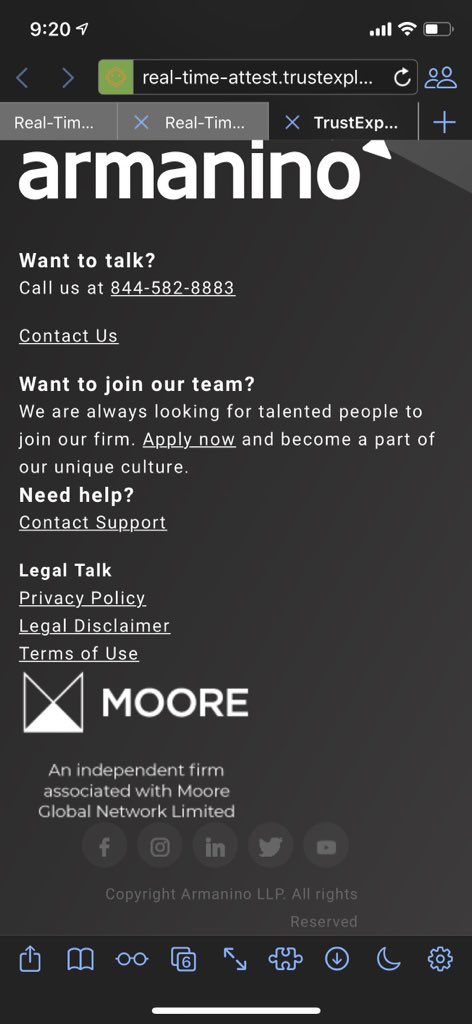 9:20
real-time-attest.trustexpl...
Real-Tim...
Real-Tim...
TrustExp...
armanino
Want to talk?
Call us at 844-582-8883
Contact Us
Want to join our team?
We are always looking for talented people to
join our firm. Apply now and become a part of
our unique culture.
Need help?
Contact Support
Legal Talk
Privacy Policy
Legal Disclaimer
Terms of Use
MOORE
An independent firm
associated with Moore
Global Network Limited
Copyright Armanino LLP. All rights
Reserved
6